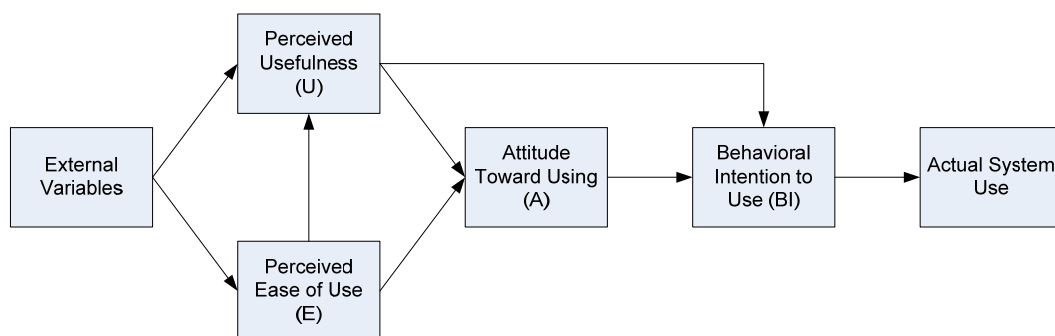 Perceived
Usefulness
(U)
External
Variables
Perceived
Ease of Use
(E)
Attitude
Toward Using
(A)
Behavioral
Intention to
Use (BI)
Actual System
Use